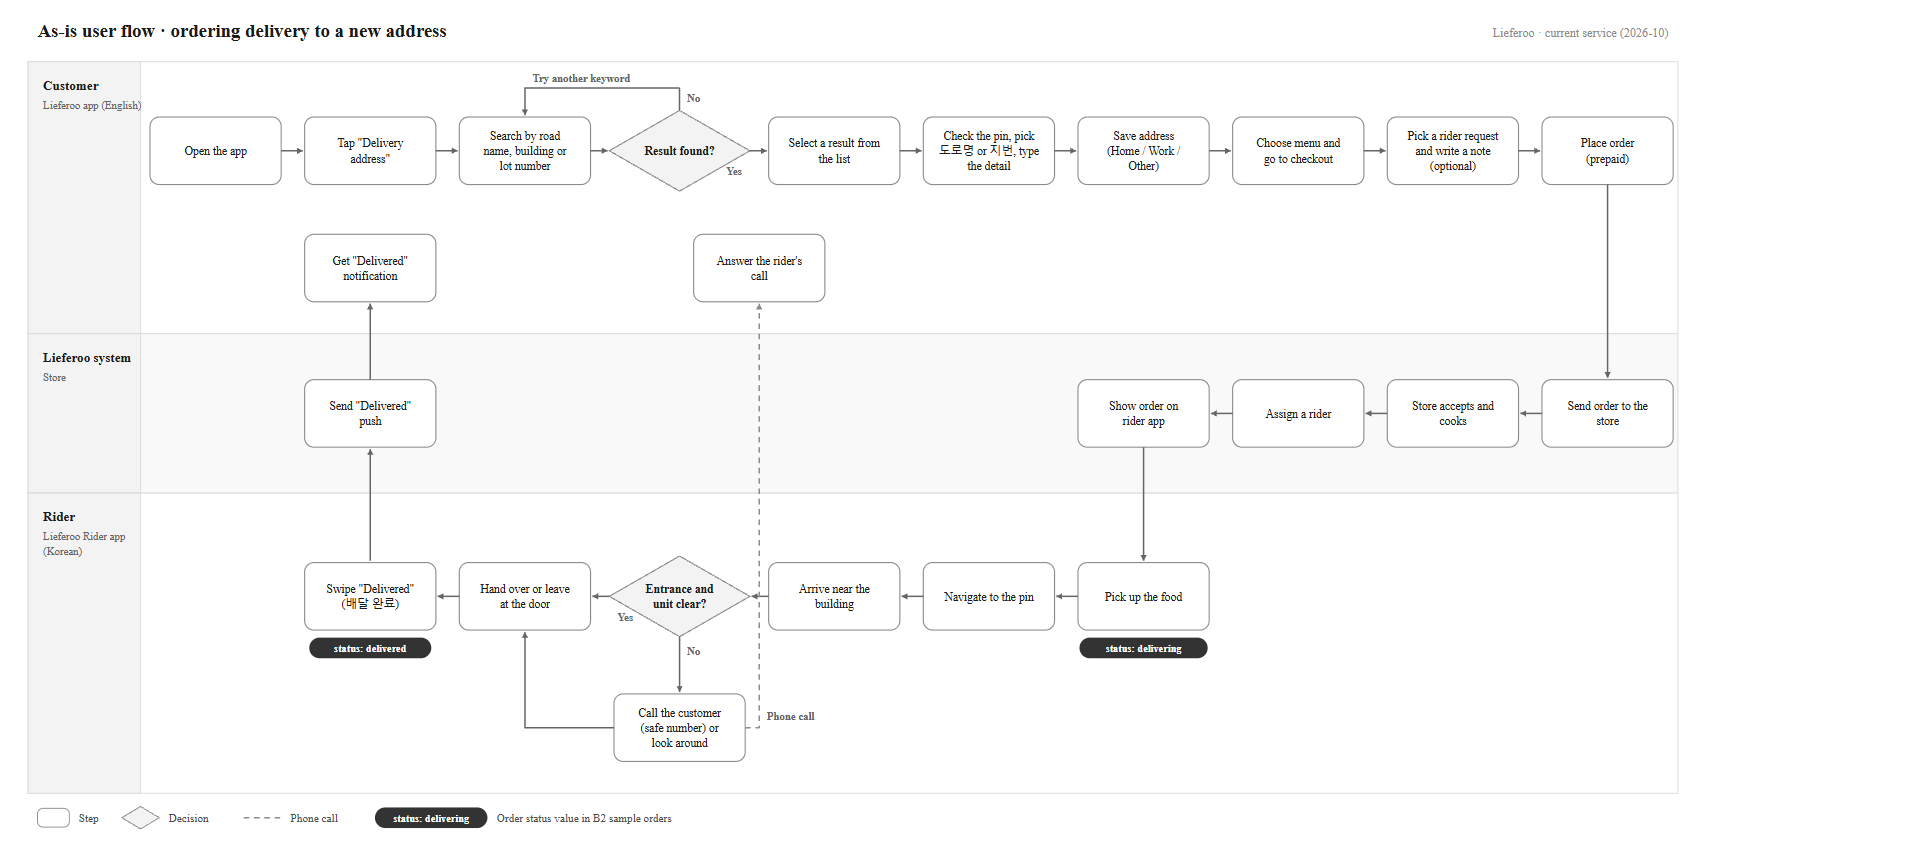 As-is user flow · ordering delivery to a new address
Lieferoo · current service (2026-10)
Customer
Lieferoo app (English)
Try another keyword
No
Open the app
Tap "Delivery
address"
Search by road
name, building or
lot number
Result found?
Yes
Select a result from
the list
Check the pin, pick
도로명 or 지번, type
the detail
Save address
(Home / Work /
Other)
Choose menu and
go to checkout
Pick a rider request
and write a note
(optional)
Place order
(prepaid)
Get "Delivered"
notification
Answer the rider's
call
Lieferoo system
Store
Send "Delivered"
push
Show order on
rider app
Assign a rider
Store accepts and
cooks
Send order to the
store
Rider
Lieferoo Rider app
(Korean)
Swipe "Delivered"
(배달 완료)
status: delivered
Hand over or leave
at the door
Entrance and
unit clear?
Yes
No
Arrive near the
building
Navigate to the pin
Pick up the food
status: delivering
Call the customer
(safe number) or
look around
Phone call
Step
Decision
Phone call
status: delivering
Order status value in B2 sample orders